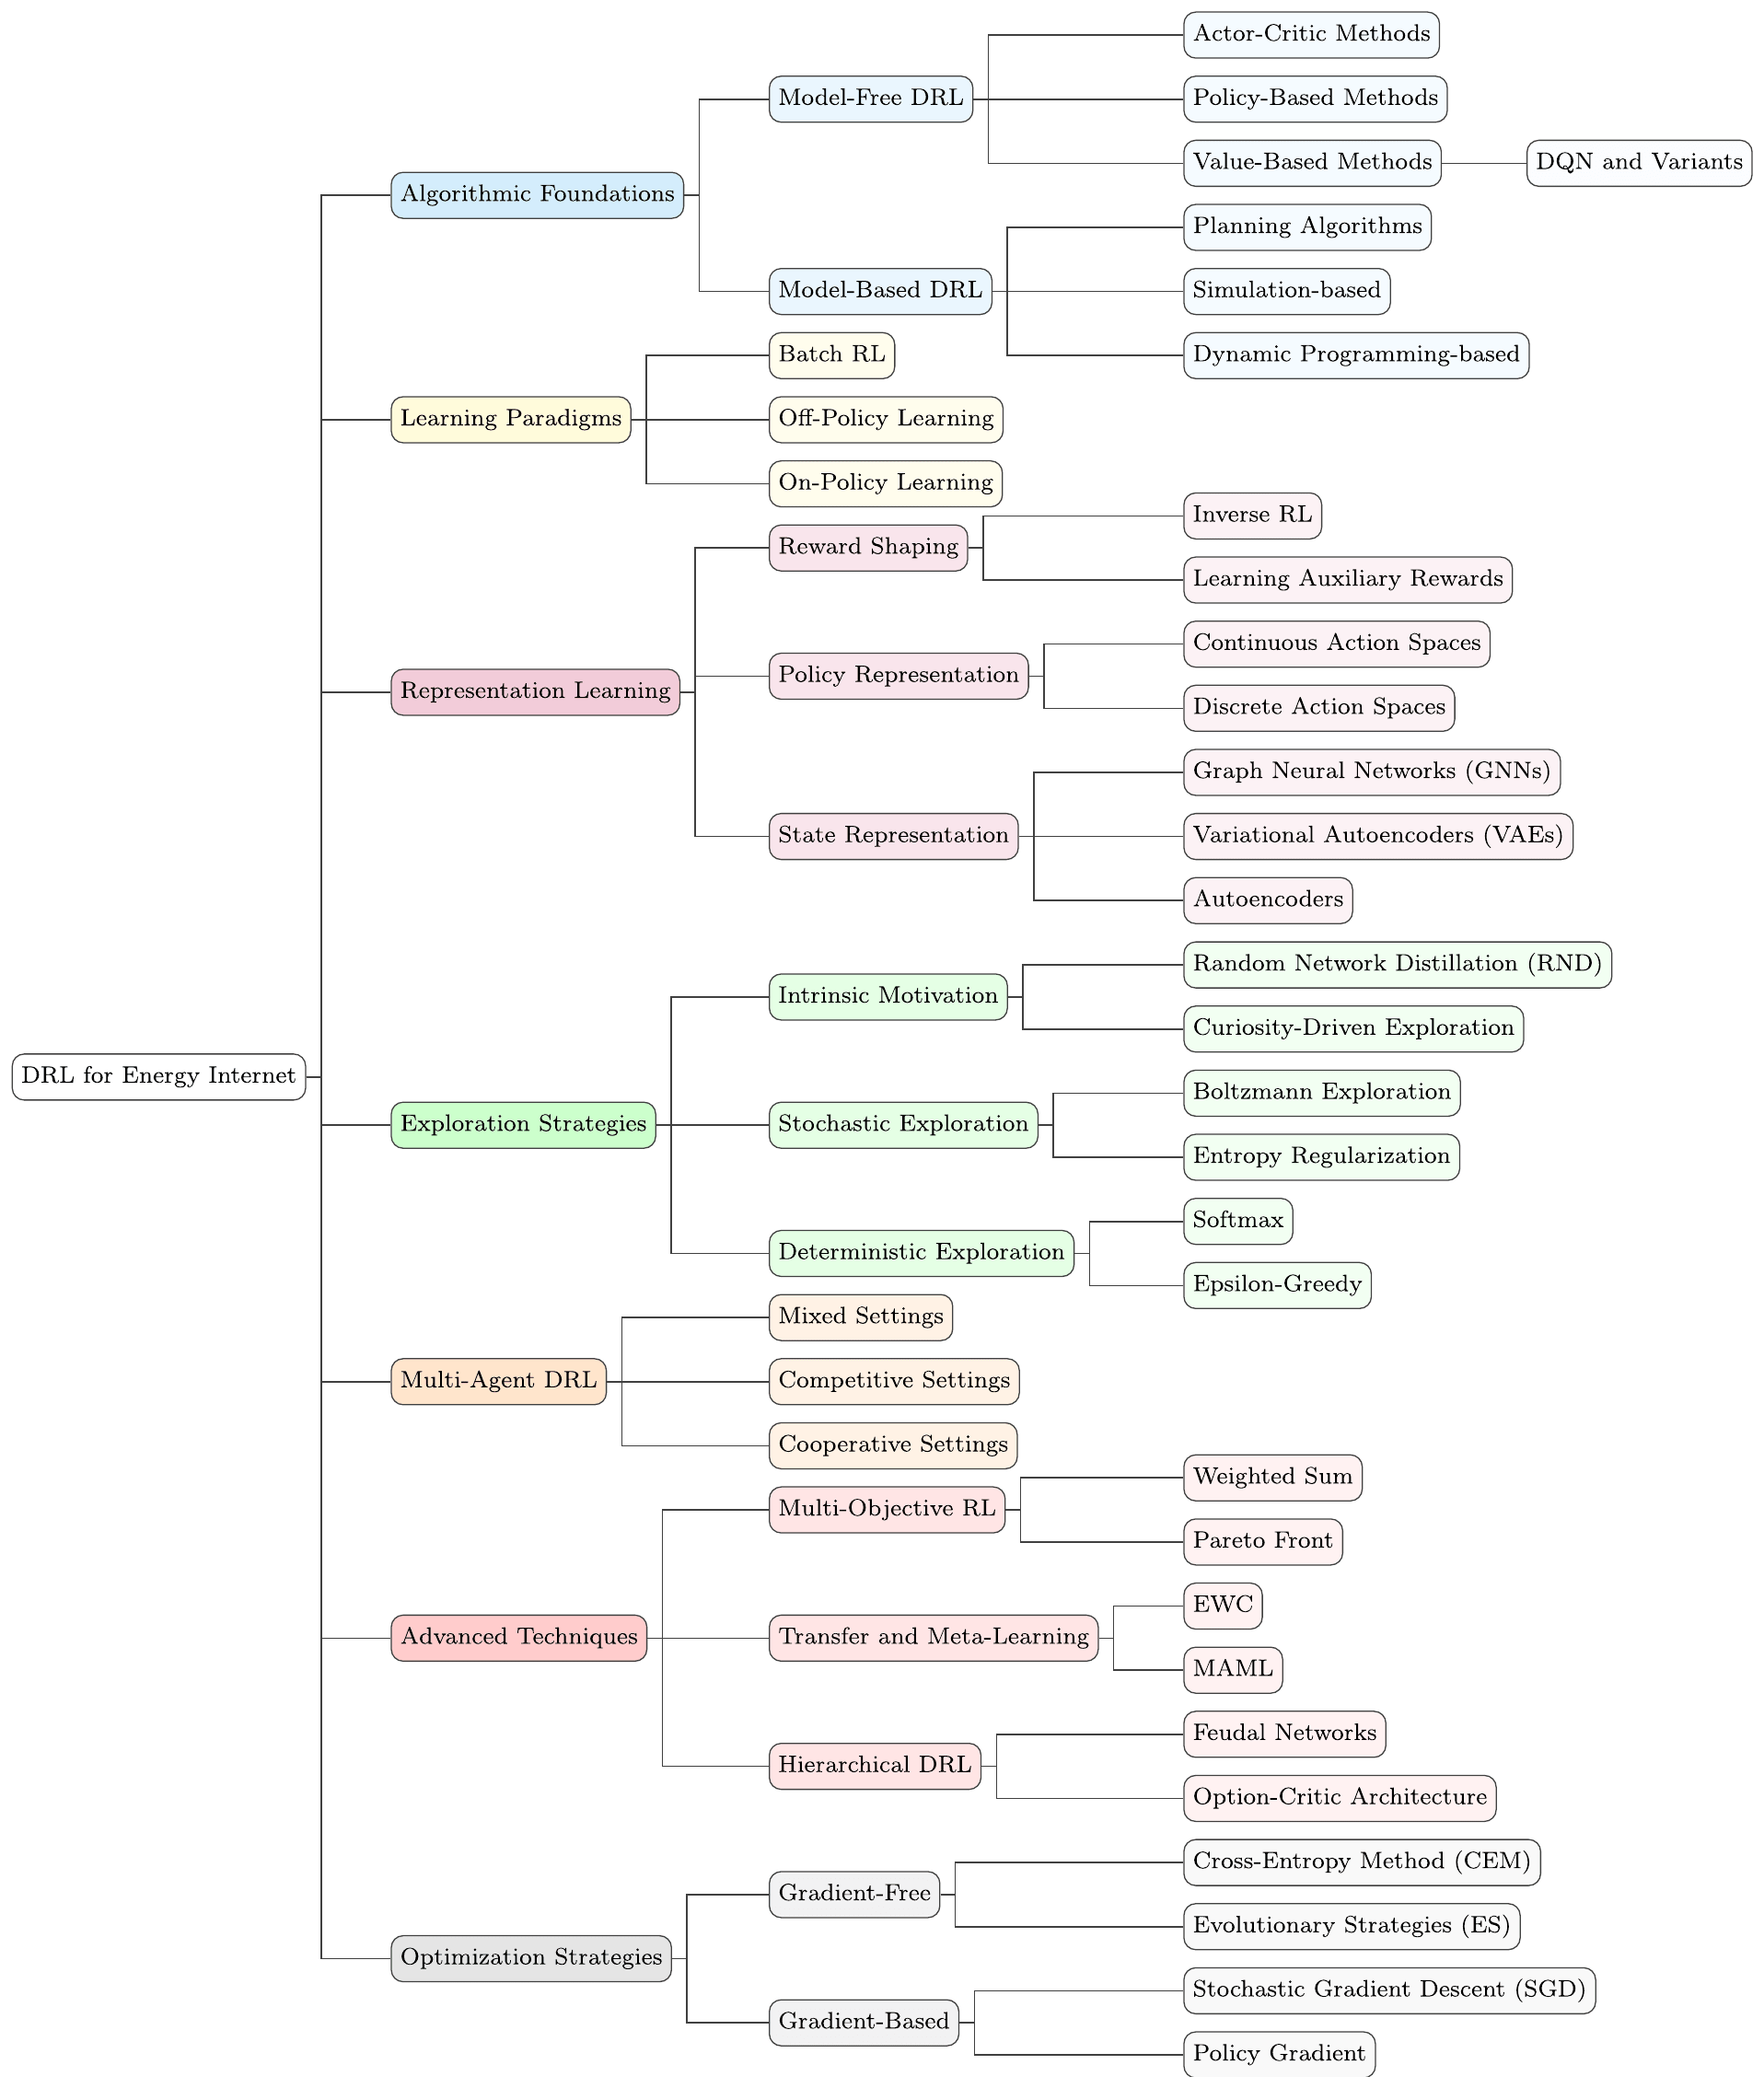 DRL for Energy Internet
Algorithmic Foundations
Model-Free DRL
Actor-Critic Methods
Policy-Based Methods
Value-Based Methods
DQN and Variants
Model-Based DRL
Planning Algorithms
Simulation-based
Dynamic Programming-based
Learning Paradigms
Batch RL
Off-Policy Learning
On-Policy Learning
Representation Learning
Reward Shaping
Inverse RL
Learning Auxiliary Rewards
Policy Representation
Continuous Action Spaces
Discrete Action Spaces
State Representation
Graph Neural Networks (GNNs)
Variational Autoencoders (VAEs)
Autoencoders
Exploration Strategies
Intrinsic Motivation
Random Network Distillation (RND)
Curiosity-Driven Exploration
Stochastic Exploration
Boltzmann Exploration
Entropy Regularization
Deterministic Exploration
Softmax
Epsilon-Greedy
Multi-Agent DRL
Mixed Settings
Competitive Settings
Cooperative Settings
Advanced Techniques
Multi-Objective RL
Weighted Sum
Pareto Front
Transfer and Meta-Learning
EWC
MAML
Hierarchical DRL
Feudal Networks
Option-Critic Architecture
Optimization Strategies
Gradient-Free
Cross-Entropy Method (CEM)
Evolutionary Strategies (ES)
Gradient-Based
Stochastic Gradient Descent (SGD)
Policy Gradient